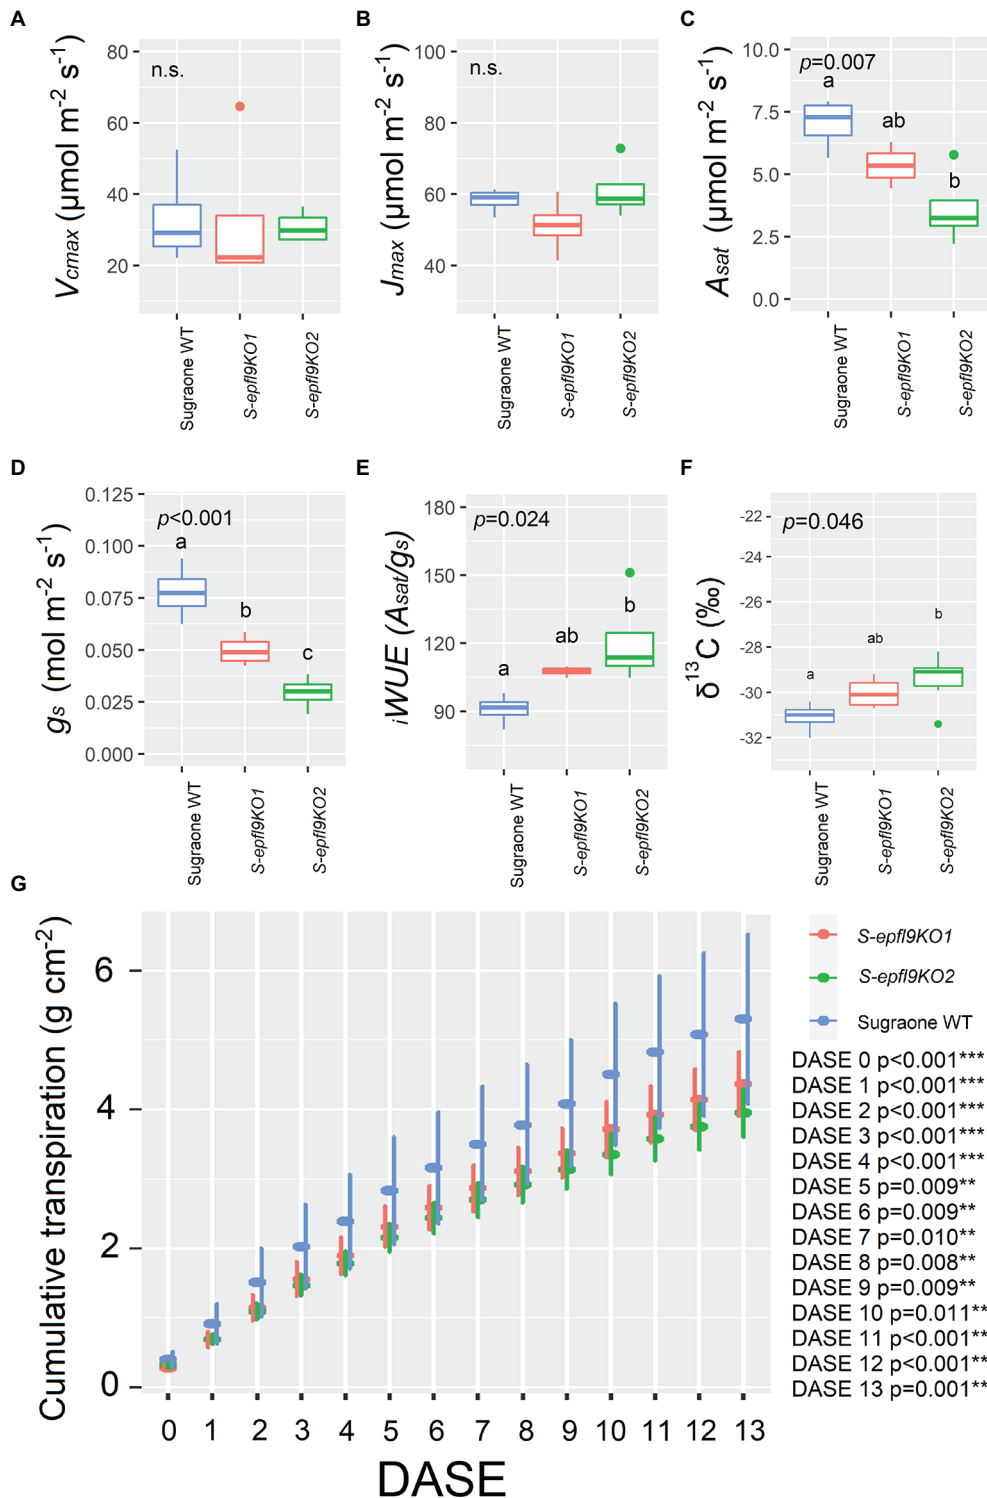 A
B
C
Vcmax (μmol m-2 s-1)
80
60
40
20
n.s.
Sugraone WT
S-epfl9KO1
S-epfl9KO2
Jmax (μmol m-2 s-1)
100
80
60
40
n.s.
Sugraone WT
S-epfl9KO1
S-epfl9KO2
Asat (μmol m-2 s-1)
10.0
7.5
5.0
2.5
0.0
p=0.007
a
ab
b
Sugraone WT
S-epfl9KO1
S-epfl9KO2
D
E
F
gs (mol m-2 s-1)
0.125
0.100
0.075
0.050
0.025
0.000
p<0.001
a
b
c
Sugraone WT
S-epfl9KO1
S-epfl9KO2
iWUE (Asat/gs)
180
150
120
90
p=0.024
a
ab
b
Sugraone WT
S-epfl9KO1
S-epfl9KO2
δ13C (‰)
-22
-24
-26
-28
-30
-32
p=0.046
a
ab
b
Sugraone WT
S-epfl9KO1
S-epfl9KO2
G
Cumulative transpiration (g cm-2)
6
4
2
0
0 1 2 3 4 5 6 7 8 9 10 11 12 13
DASE
S-epfl9KO1
S-epfl9KO2
Sugraone WT
DASE 0 p<0.001***
DASE 1 p<0.001***
DASE 2 p<0.001***
DASE 3 p<0.001***
DASE 4 p<0.001***
DASE 5 p=0.009**
DASE 6 p=0.009**
DASE 7 p=0.010**
DASE 8 p=0.008**
DASE 9 p=0.009**
DASE 10 p=0.011**
DASE 11 p<0.001**
DASE 12 p<0.001**
DASE 13 p=0.001**